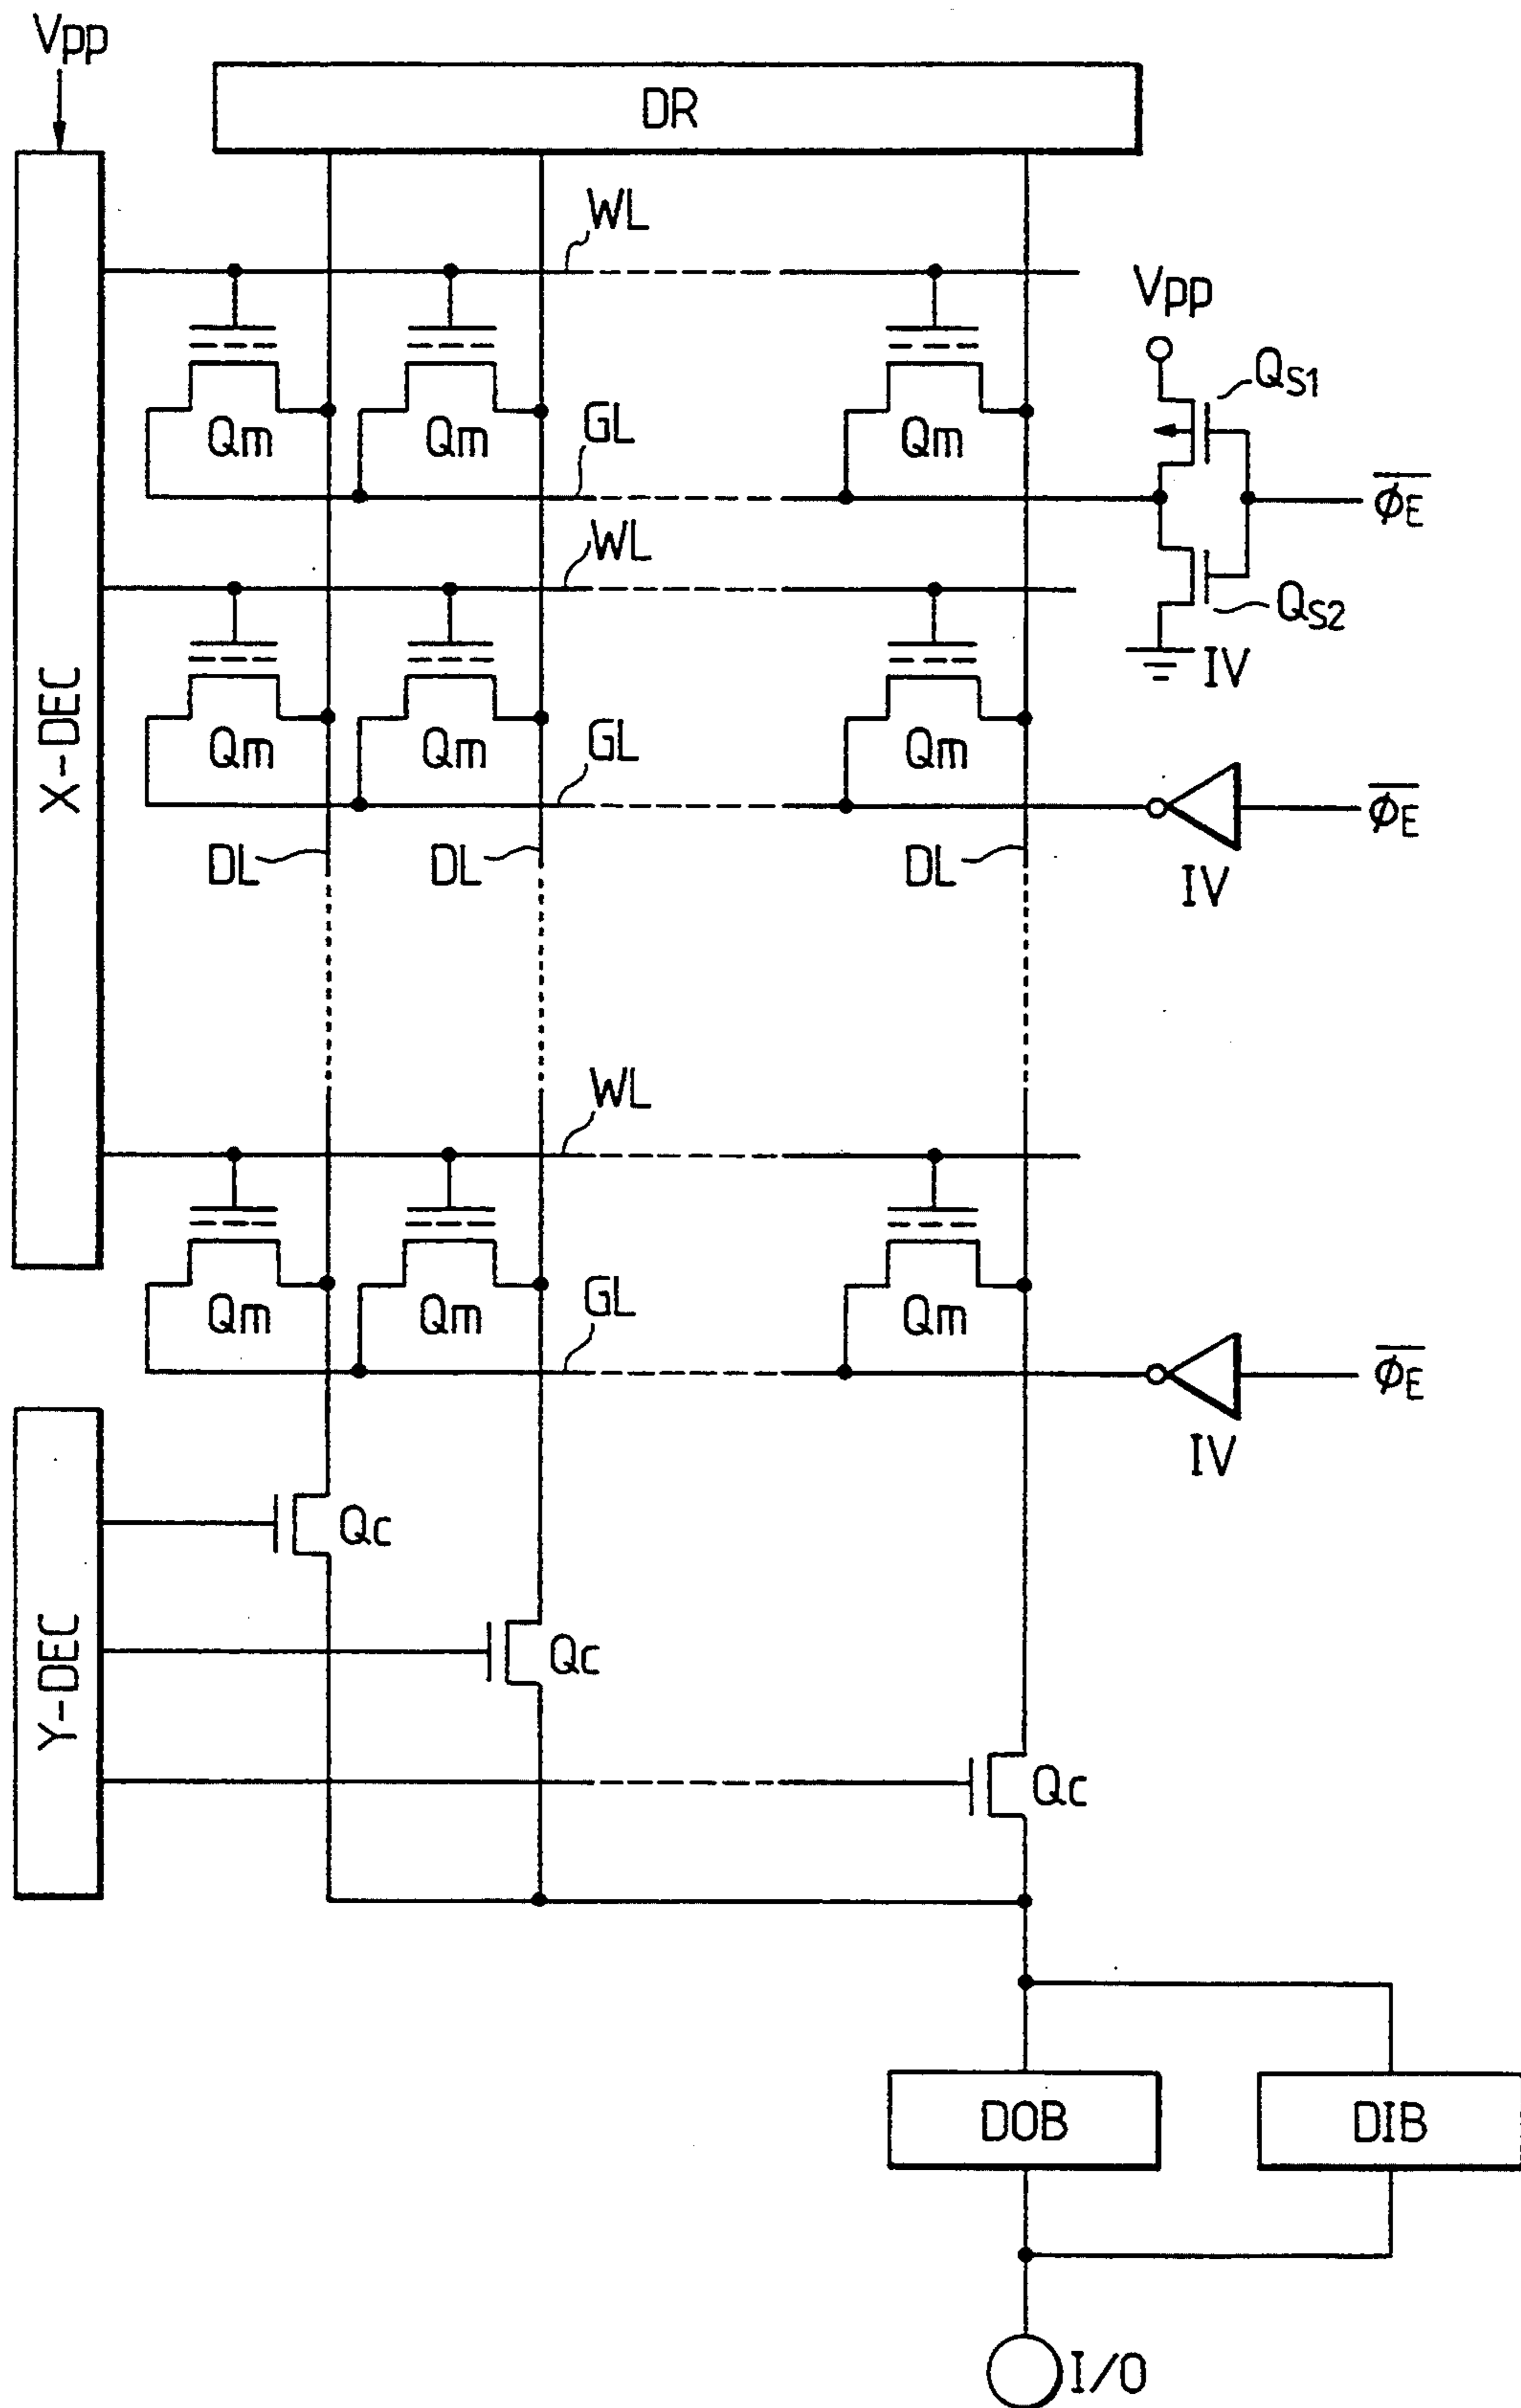 Vpp
DR
WL
Vpp
QS1
Qm Qm GL Qm
φE
WL
QS2
IV
X-DEC
Qm Qm GL Qm
φE
DL DL DL
IV
WL
Qm Qm GL Qm
φE
IV
Qc
Y-DEC
Qc
Qc
DOB DIB
I/O